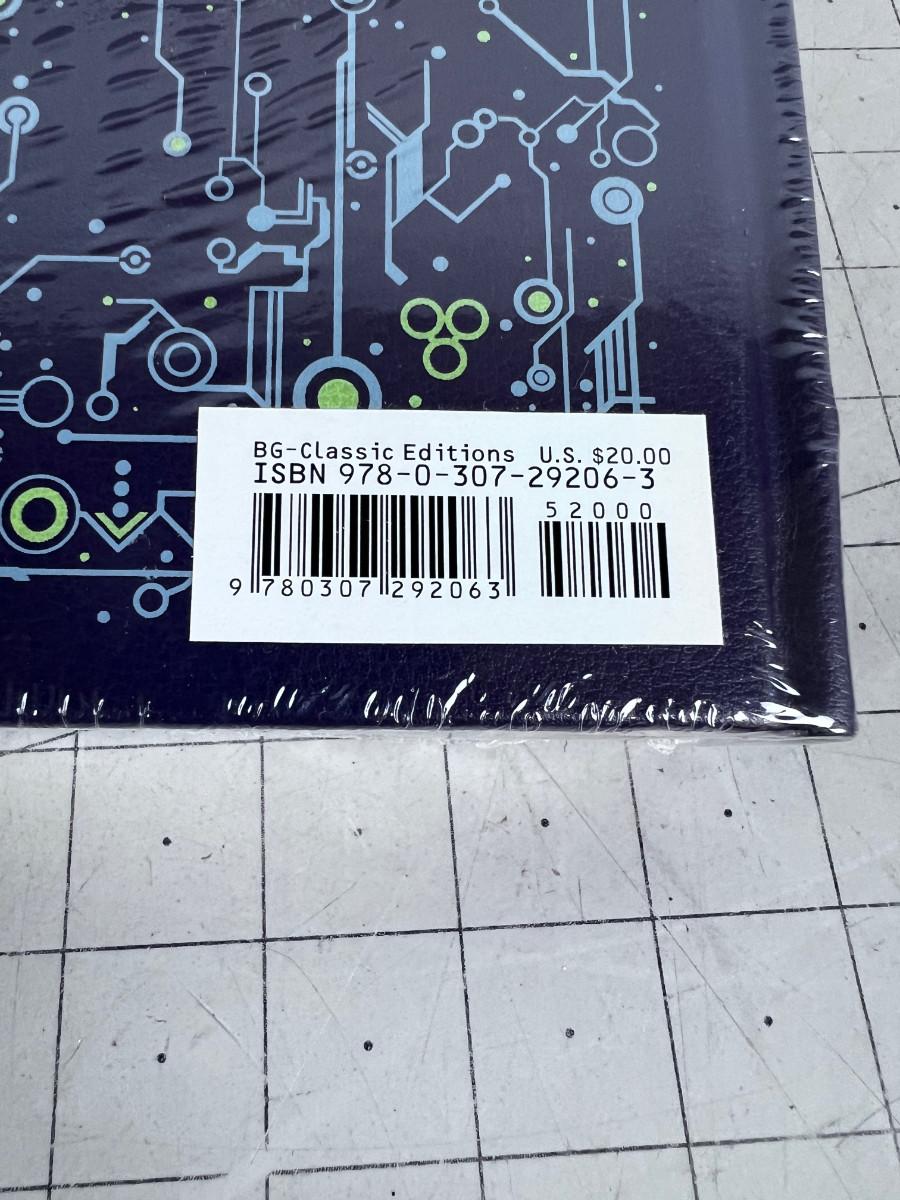 BG-Classic Editions U.S. $20.00
ISBN 978-0-307-29206-3
52000
9 780307 292063